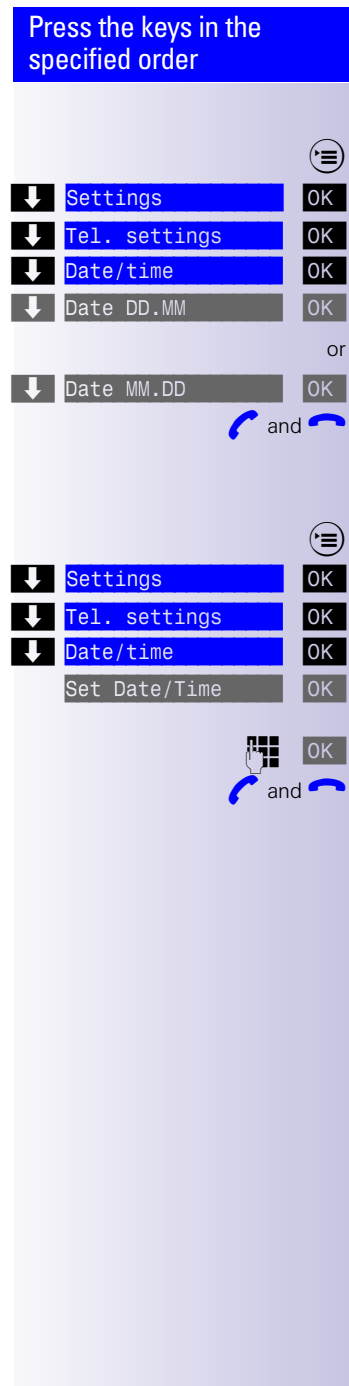 Press the keys in the
specified order
Settings OK
Tel. settings OK
Date/time OK
Date DD.MM OK
or
Date MM.DD OK
and
Settings OK
Tel. settings OK
Date/time OK
Set Date/Time OK
OK
and